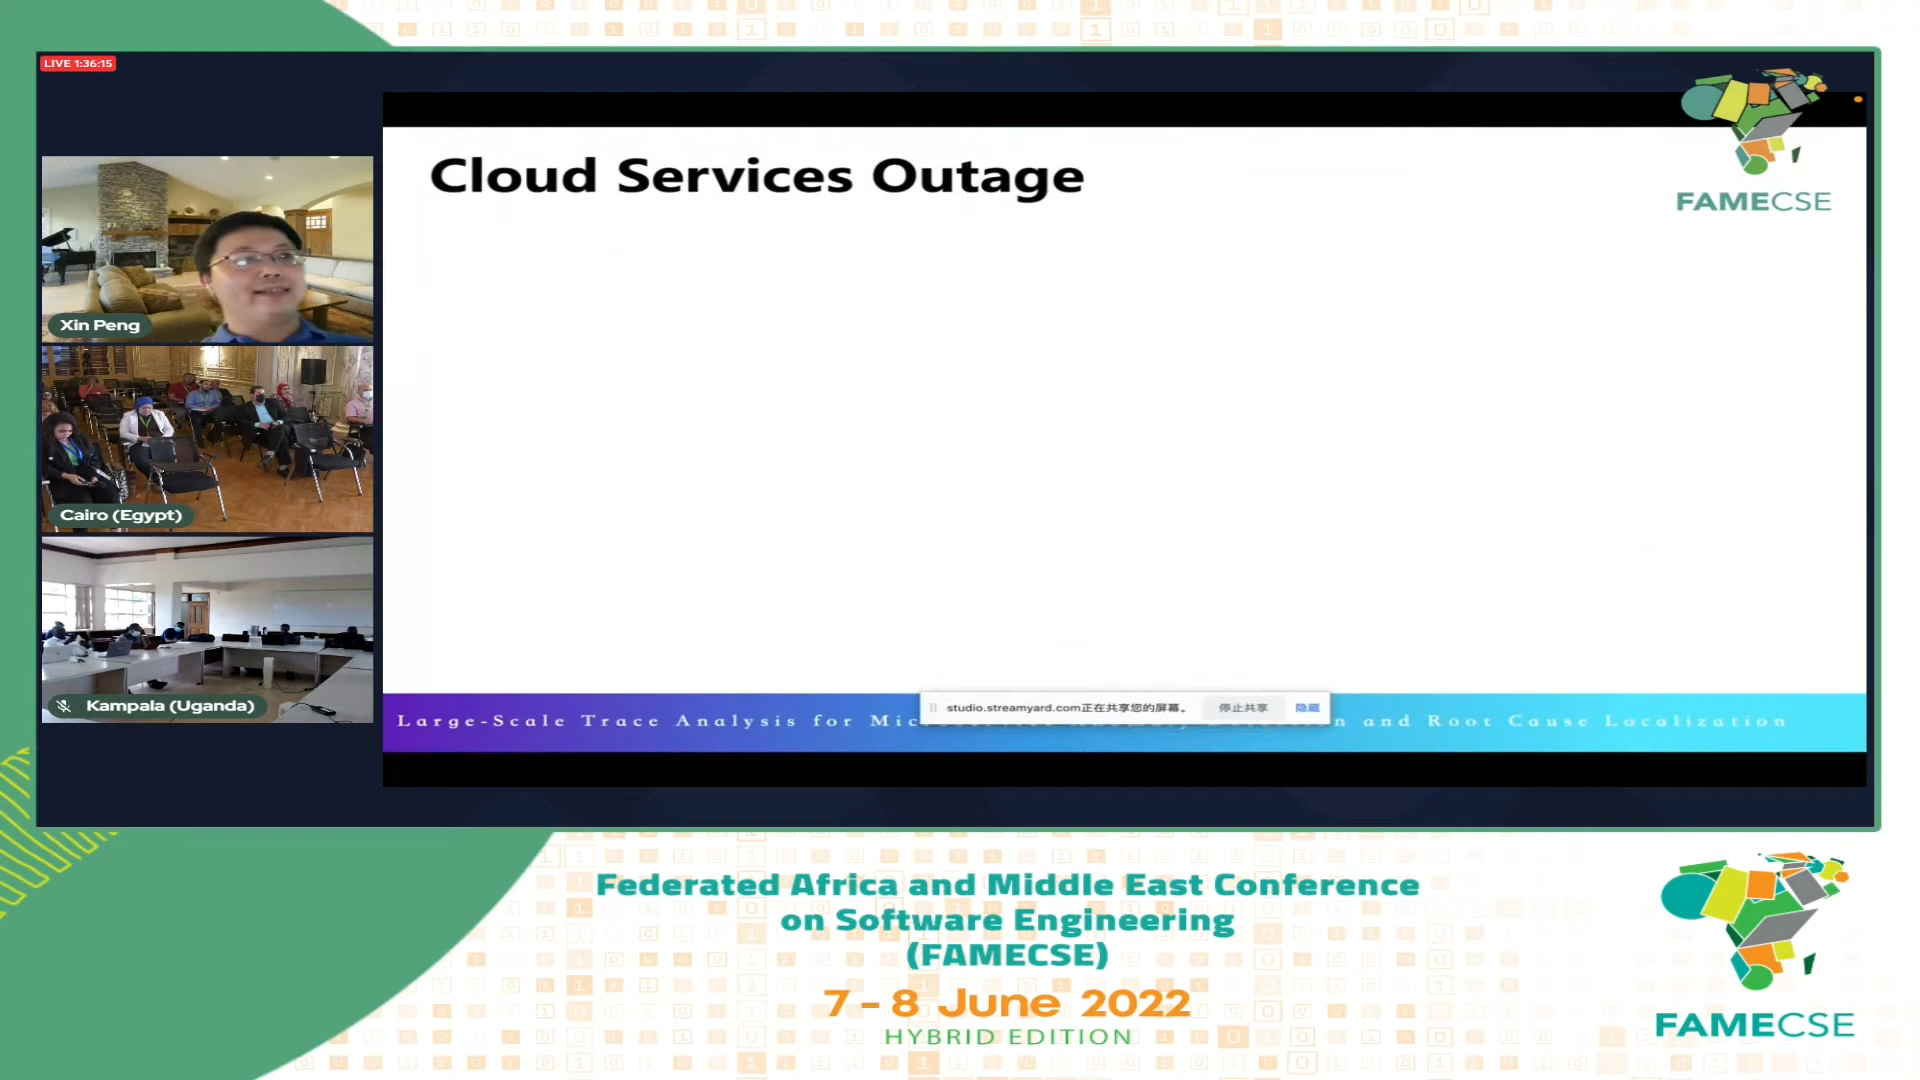 LIVE 1:36:15
Cloud Services Outage
FAMECSE
Xin Peng
Cairo (Egypt)
Kampala (Uganda)
studio.streamyard.com正在共享您的屏幕。 停止共享 隐藏
Large-Scale Trace Analysis for and Root Cause Localization
Federated Africa and Middle East Conference
on Software Engineering
(FAMECSE)
7 - 8 June 2022
HYBRID EDITION
FAMECSE